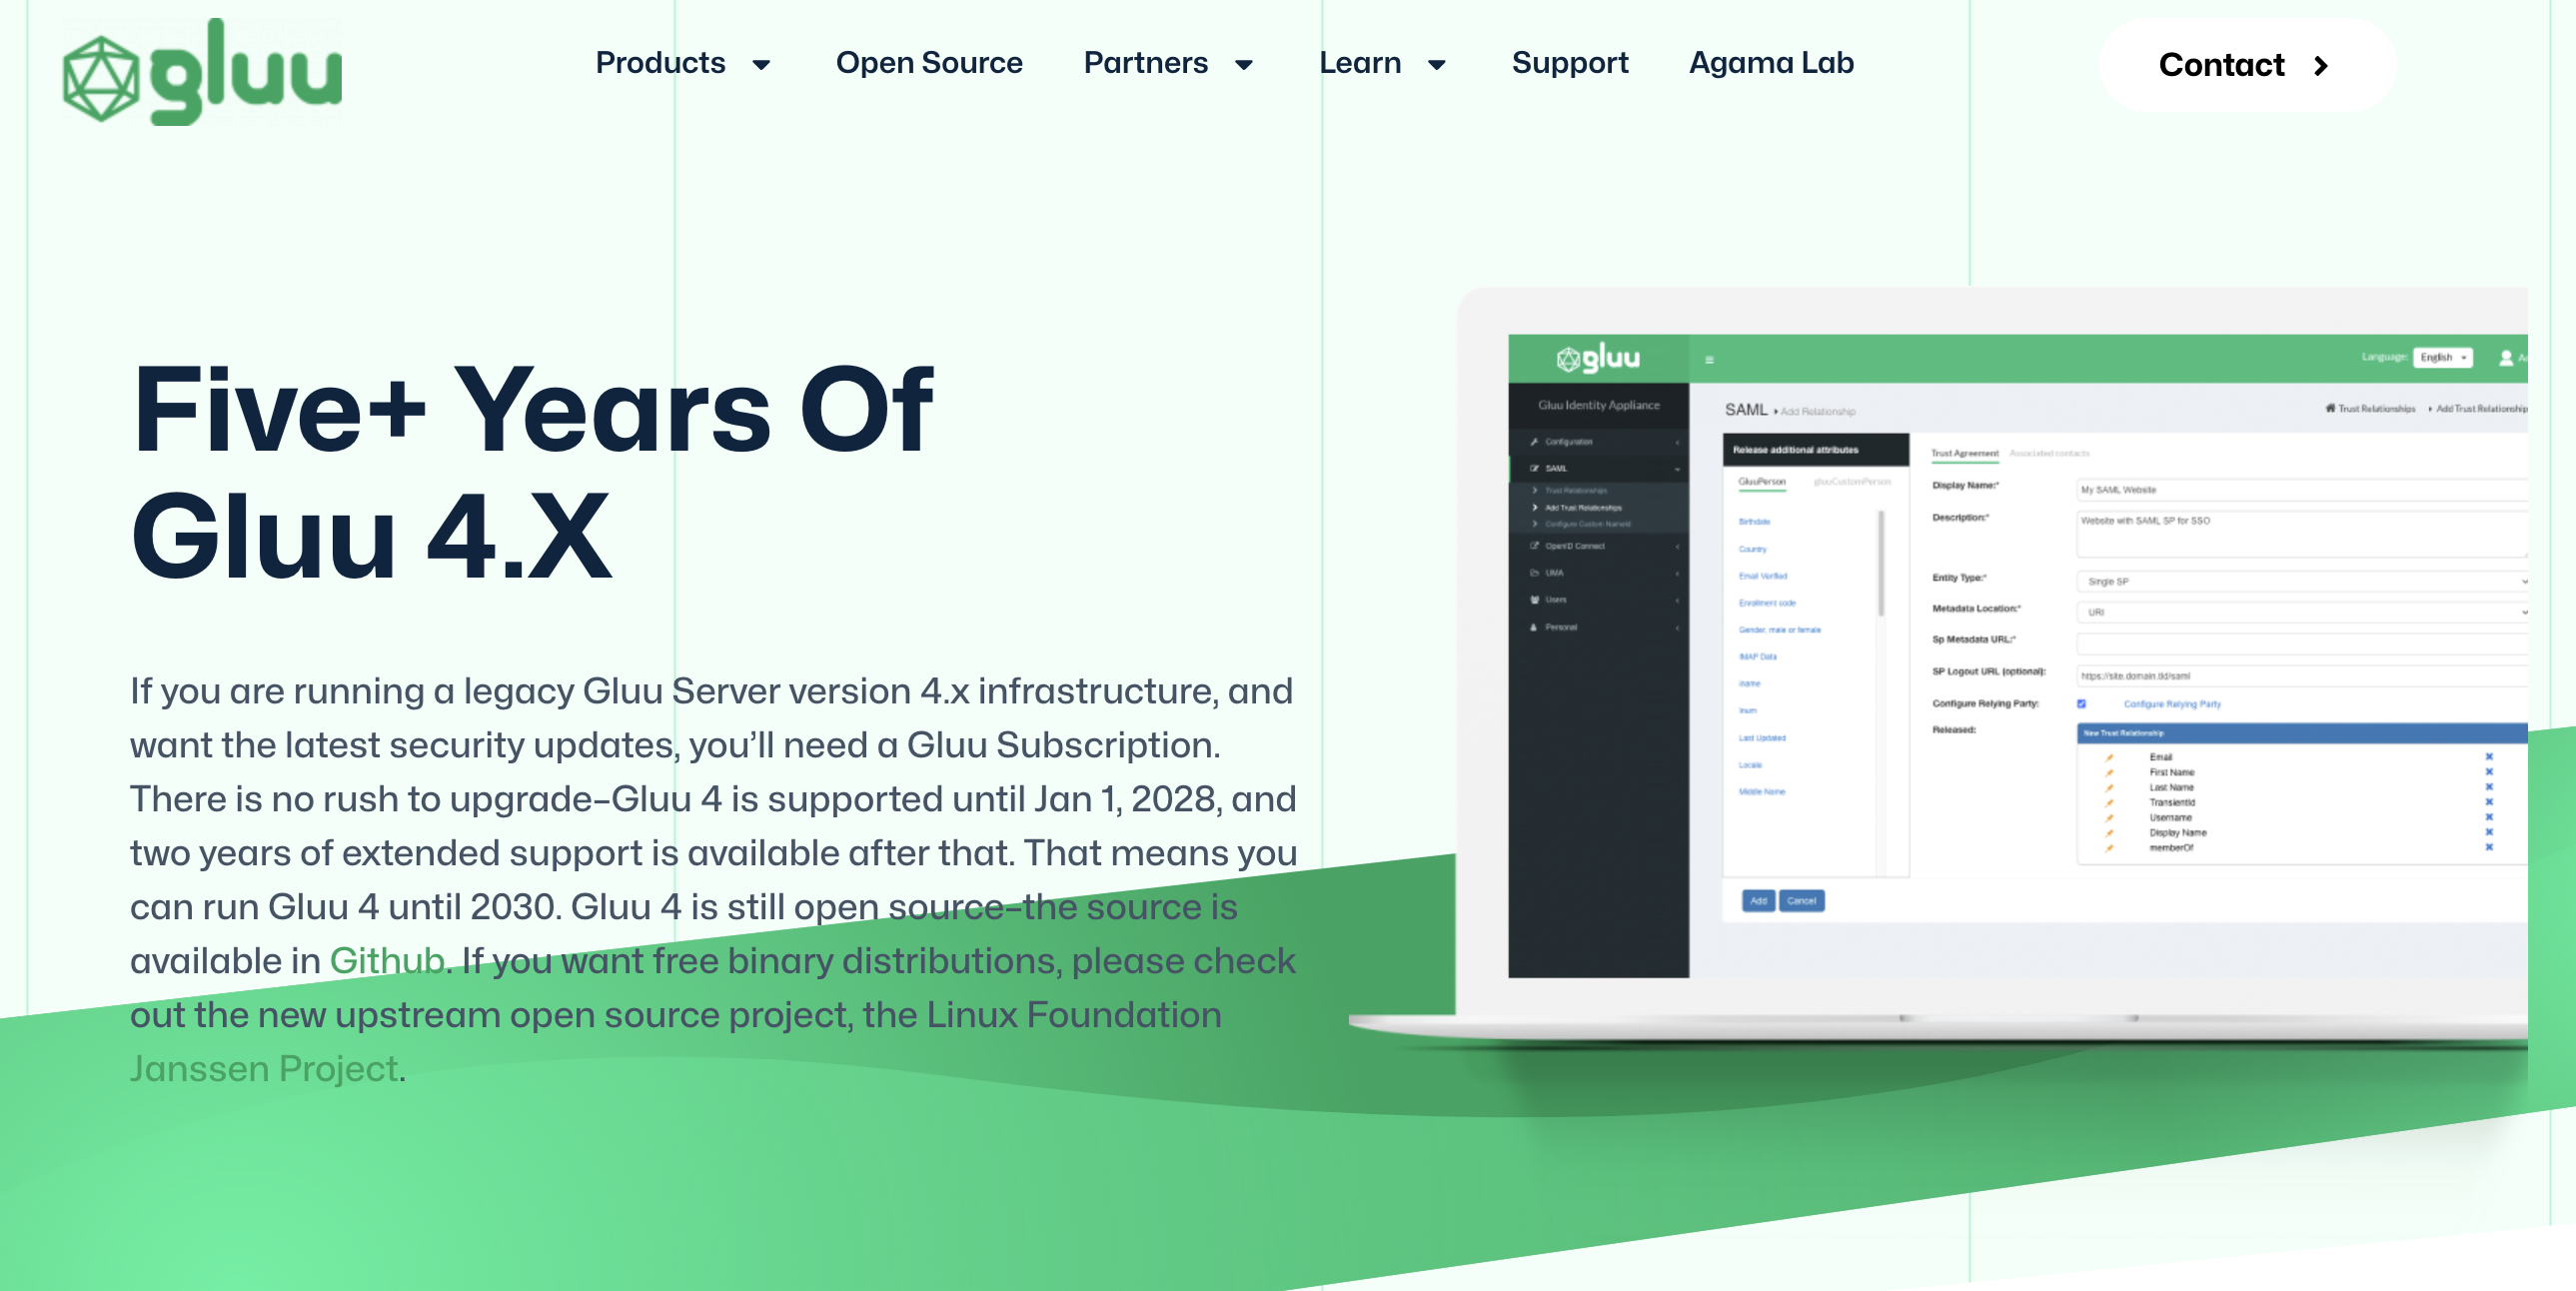 gluu
Products
Open Source
Partners
Learn
Support
Agama Lab
Contact
Five+ Years Of
Gluu 4.X
If you are running a legacy Gluu Server version 4.x infrastructure, and
want the latest security updates, you’ll need a Gluu Subscription.
There is no rush to upgrade–Gluu 4 is supported until Jan 1, 2028, and
two years of extended support is available after that. That means you
can run Gluu 4 until 2030. Gluu 4 is still open source–the source is
available in Github. If you want free binary distributions, please check
out the new upstream open source project, the Linux Foundation
Janssen Project.
gluu
Language: English
Gluu Identity Appliance
Configuration
SAML
Trust Relationships
Add Trust Relationships
Configure Custom NameId
OpenID Connect
UMA
Users
Personal
SAML Add Relationship
Trust Relationships Add Trust Relationship
Release additional attributes
GluuPerson gluuCustomPerson
Birthdate
Country
Email Verified
Enrollment code
Gender, male or female
IMAP Data
iname
Inum
Last Updated
Locale
Middle Name
Trust Agreement Associated contacts
Display Name:* My SAML Website
Description:* Website with SAML SP for SSO
Entity Type:* Single SP
Metadata Location:* URI
Sp Metadata URL:*
SP Logout URL (optional): https://site.domain.tld/saml
Configure Relying Party: Configure Relying Party
Released: New Trust Relationship
Email
First Name
Last Name
TransientId
Username
Display Name
memberOf
Add Cancel